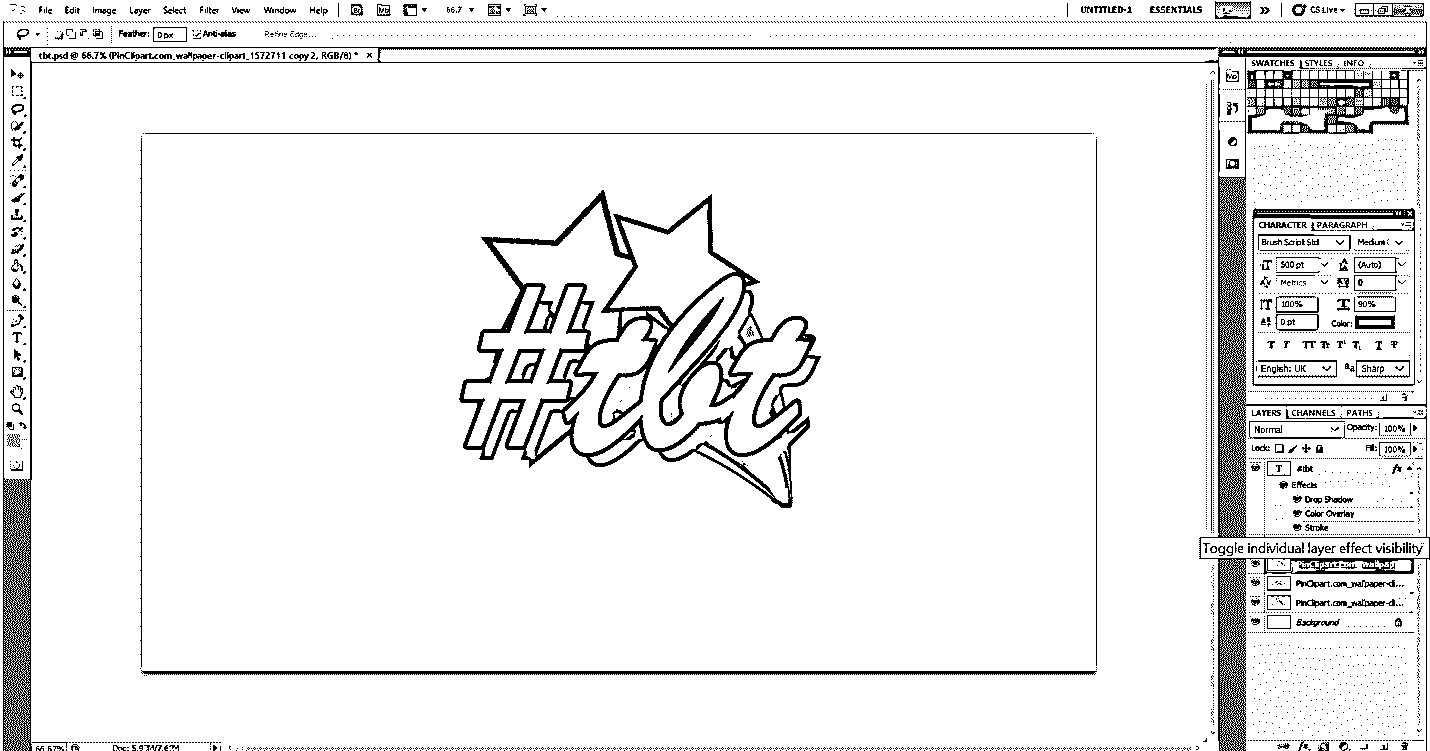 File Edit Image Layer Select Filter View Window Help 66.7 UNTITLED-1 ESSENTIALS CS Live
Feather: 0 px Anti-alias Refine Edge...
tbt.psd @ 66.7% (PinClipart.com_wallpaper-clipart_1572711 copy 2, RGB/8) * ×
SWATCHES STYLES INFO
#tbt
CHARACTER PARAGRAPH
Brush Script Std Medium
500 pt (Auto)
Metrics 0
100% 90%
0 pt Color:
English: UK Sharp
LAYERS CHANNELS PATHS
Normal Opacity: 100%
Lock: Fill: 100%
#tbt fx
Effects
Drop Shadow
Color Overlay
Stroke
Toggle individual layer effect visibility
PinClipart.com_wallpap
PinClipart.com_wallpaper-cli...
PinClipart.com_wallpaper-cli...
Background
66.67% Doc: 5.93M/7.67M